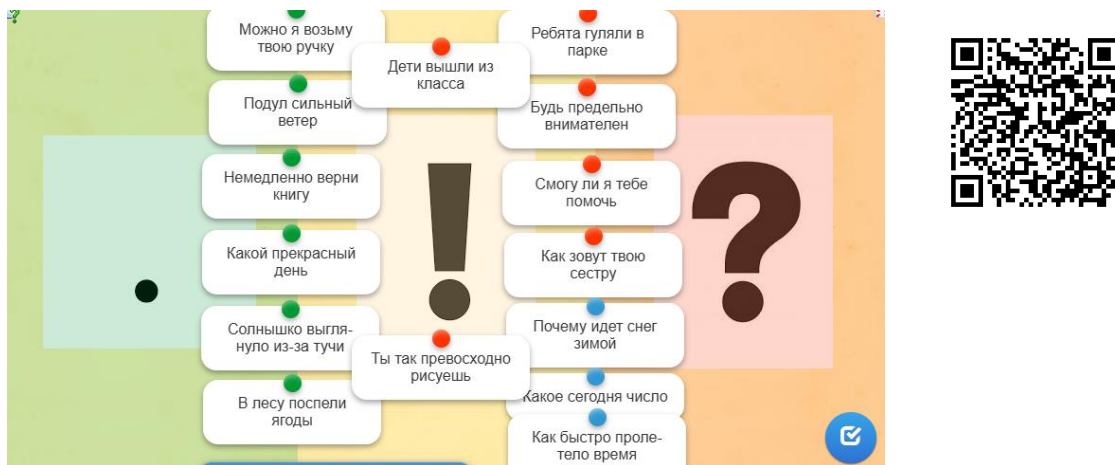 Можно я возьму
твою ручку
Дети вышли из
класса
Ребята гуляли в
парке
Подул сильный
ветер
Будь предельно
внимателен
Немедленно верни
книгу
!
Смогу ли я тебе
помочь
?
Какой прекрасный
день
.
Как зовут твою
сестру
Солнышко выгля-
нуло из-за тучи
Почему идет снег
зимой
Ты так превосходно
рисуешь
В лесу поспели
ягоды
Какое сегодня число
Как быстро проле-
тело время